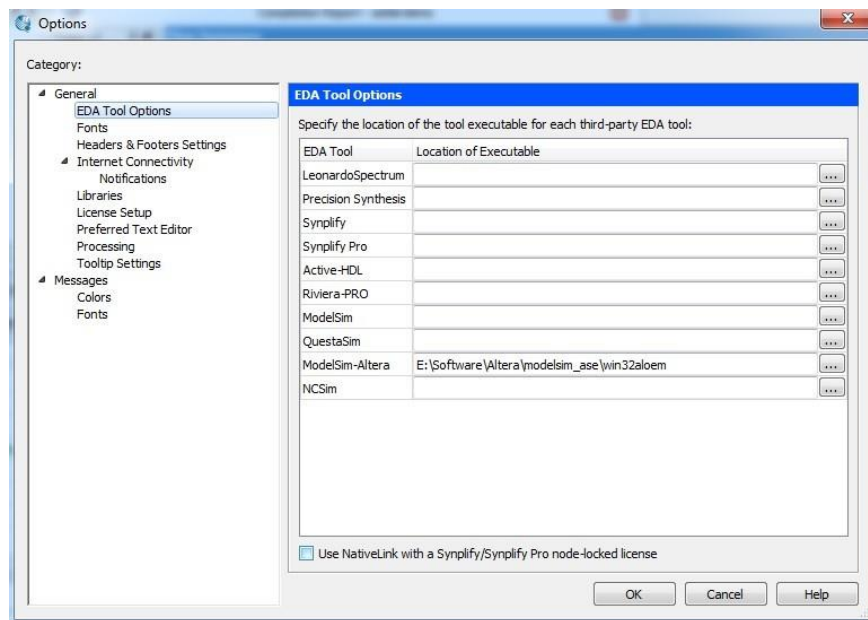 Options
Category:
General
EDA Tool Options
Fonts
Headers & Footers Settings
Internet Connectivity
Notifications
Libraries
License Setup
Preferred Text Editor
Processing
Tooltip Settings
Messages
Colors
Fonts
EDA Tool Options
Specify the location of the tool executable for each third-party EDA tool:
EDA Tool Location of Executable
LeonardoSpectrum ...
Precision Synthesis ...
Synplify ...
Synplify Pro ...
Active-HDL ...
Riviera-PRO ...
ModelSim ...
QuestaSim ...
ModelSim-Altera E:\Software\Altera\modelsim_ase\win32aloem ...
NCSim ...
Use NativeLink with a Synplify/Synplify Pro node-locked license
OK Cancel Help